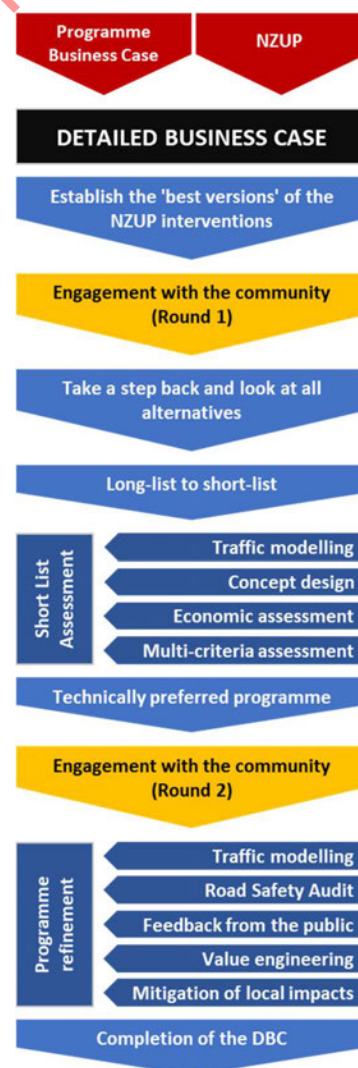 Programme
Business Case
NZUP
DETAILED BUSINESS CASE
Establish the 'best versions' of the
NZUP interventions
Engagement with the community
(Round 1)
Take a step back and look at all
alternatives
Long-list to short-list
Short List
Assessment
Traffic modelling
Concept design
Economic assessment
Multi-criteria assessment
Technically preferred programme
Engagement with the community
(Round 2)
Programme
refinement
Traffic modelling
Road Safety Audit
Feedback from the public
Value engineering
Mitigation of local impacts
Completion of the DBC